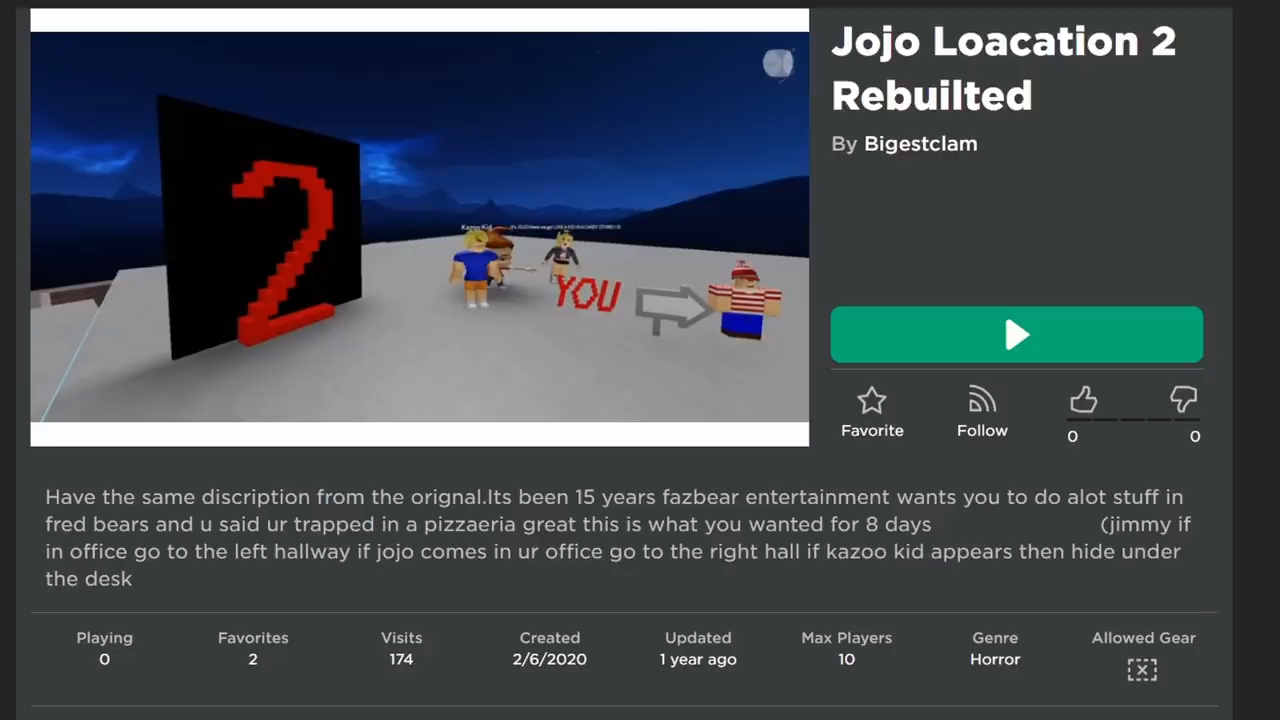 Jojo Loacation 2
Rebuilted
By Bigestclam
2
Kazoo Kid
YOU
Favorite
Follow
0
0
Have the same discription from the orignal.Its been 15 years fazbear entertainment wants you to do alot stuff in
fred bears and u said ur trapped in a pizzaeria great this is what you wanted for 8 days (jimmy if
in office go to the left hallway if jojo comes in ur office go to the right hall if kazoo kid appears then hide under
the desk
Playing
Favorites
Visits
Created
Updated
Max Players
Genre
Allowed Gear
0
2
174
2/6/2020
1 year ago
10
Horror